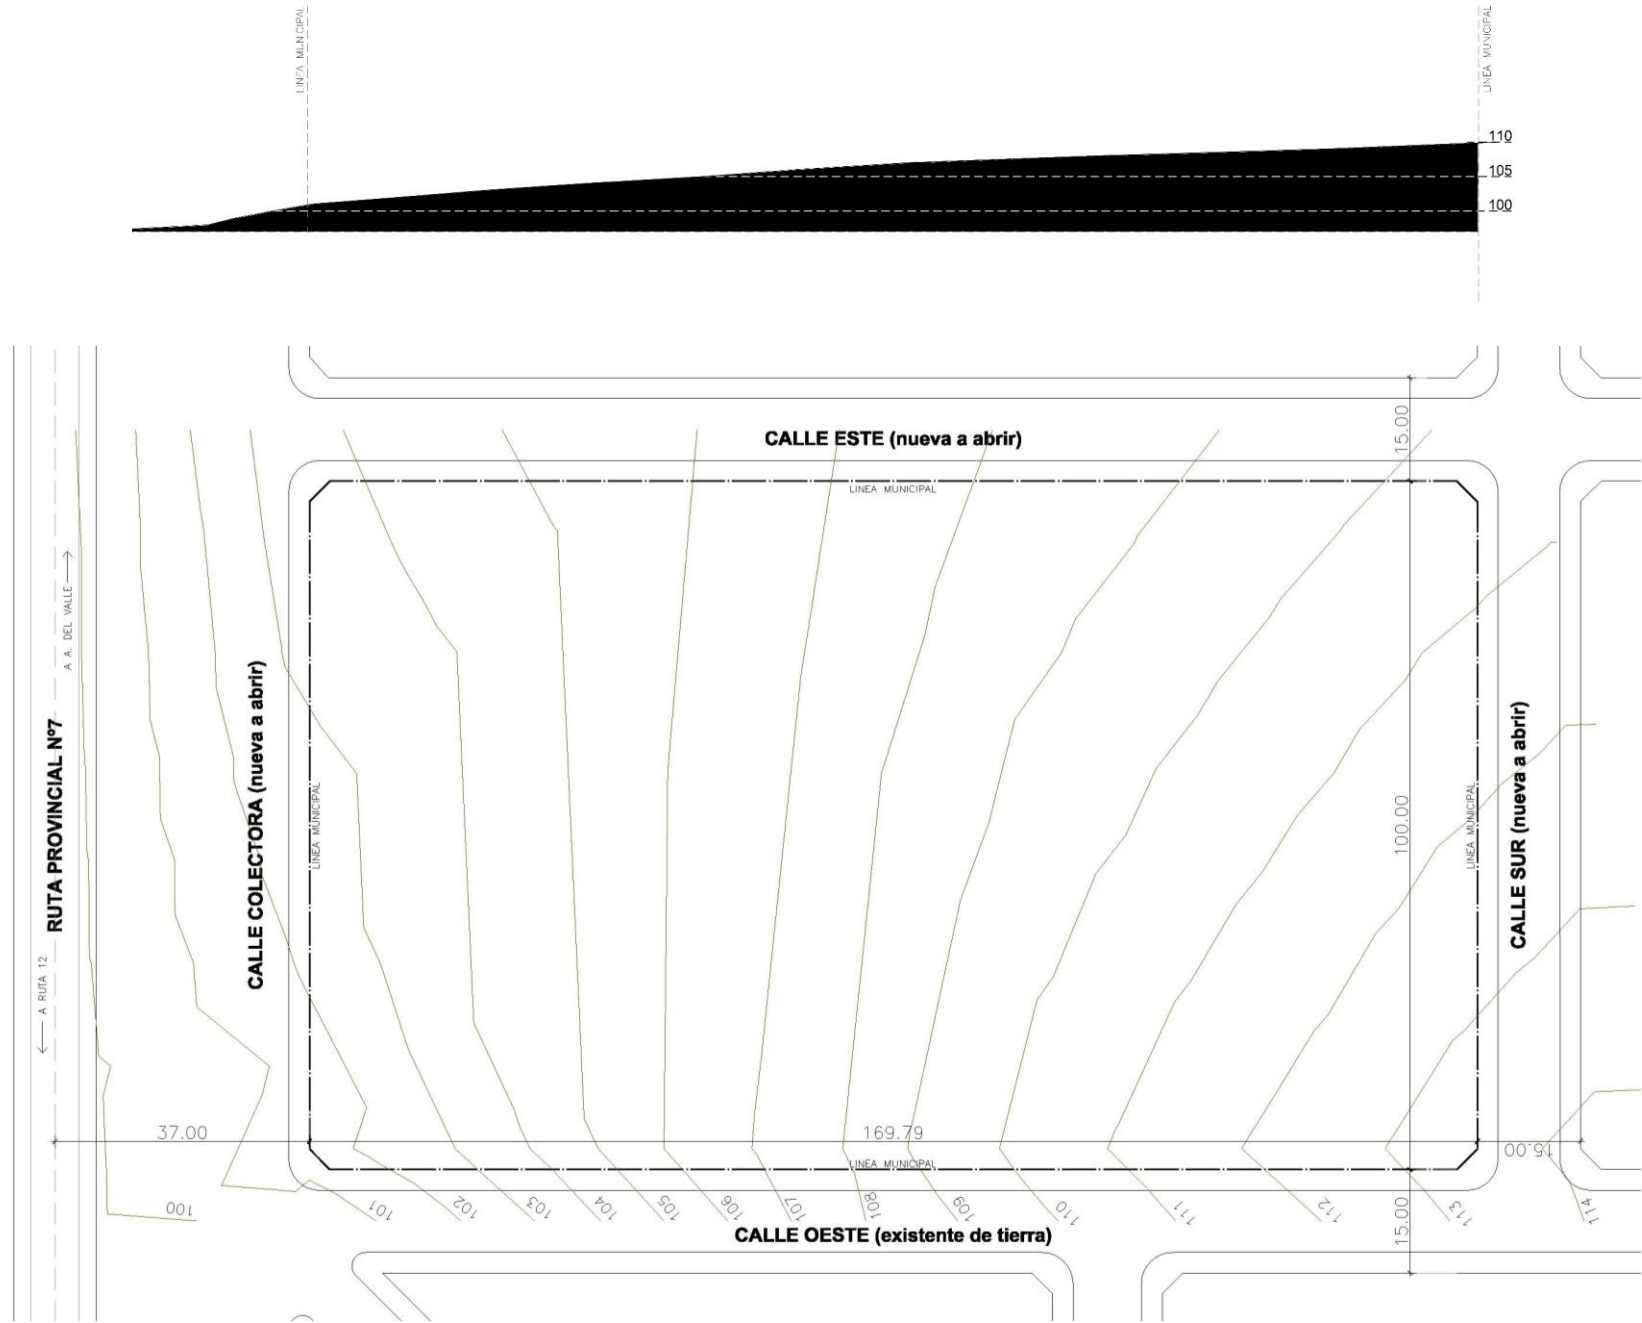 LINEA MUNICIPAL
LINEA MUNICIPAL
110
105
100
CALLE ESTE (nueva a abrir)
15.00
LINEA MUNICIPAL
A A. DEL VALLE
RUTA PROVINCIAL Nº7
A RUTA 12
CALLE COLECTORA (nueva a abrir)
LINEA MUNICIPAL
100.00
LINEA MUNICIPAL
CALLE SUR (nueva a abrir)
37.00
169.79
15.00
LINEA MUNICIPAL
100
101
102
103
104
105
106
107
108
109
110
111
112
113
114
15.00
CALLE OESTE (existente de tierra)